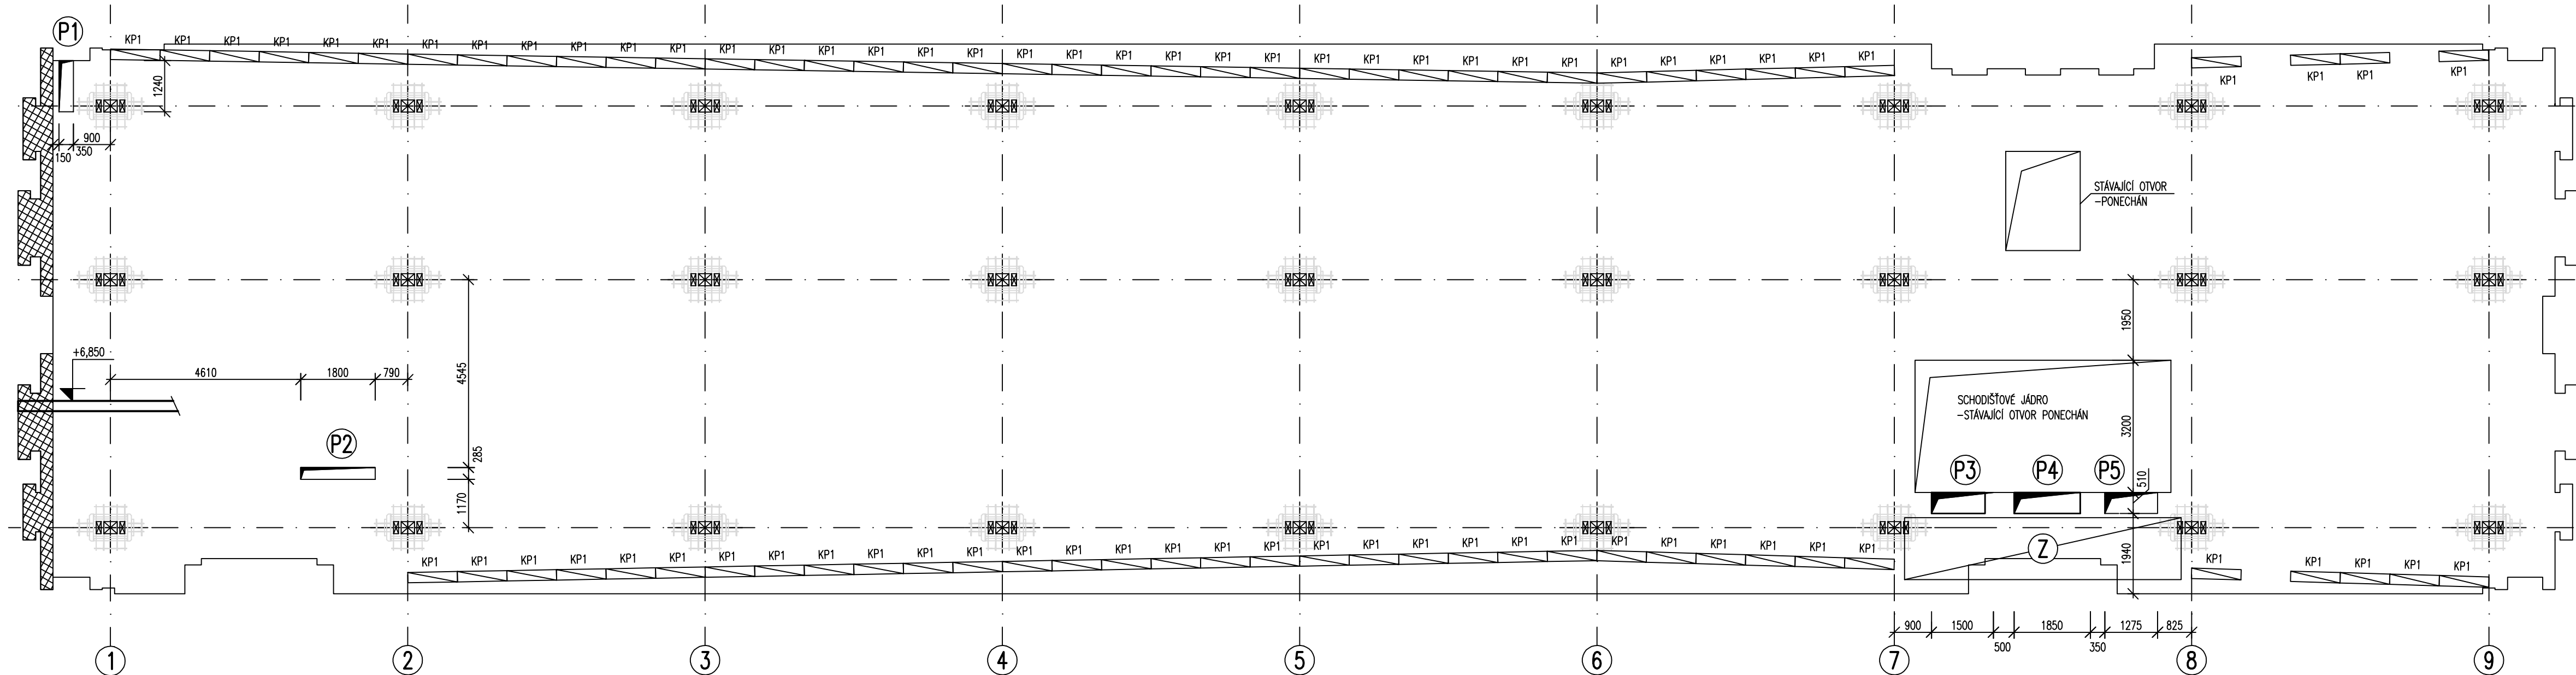 P1
KP1 KP1 KP1 KP1 KP1 KP1 KP1 KP1 KP1 KP1 KP1 KP1 KP1 KP1 KP1 KP1 KP1 KP1 KP1 KP1 KP1 KP1 KP1 KP1 KP1 KP1 KP1 KP1 KP1 KP1 KP1 KP1 KP1 KP1 KP1 KP1
KP1 KP1 KP1 KP1
1240
900
150 350
STÁVAJÍCÍ OTVOR
-PONECHÁN
+6,850
4610 1800 790
4545
285
1170
P2
1950
SCHODIŠŤOVÉ JÁDRO
-STÁVAJÍCÍ OTVOR PONECHÁN
3200
P3 P4 P5
510
Z
1940
KP1 KP1 KP1 KP1 KP1 KP1 KP1 KP1 KP1 KP1 KP1 KP1 KP1 KP1 KP1 KP1 KP1 KP1 KP1 KP1 KP1 KP1 KP1 KP1 KP1 KP1 KP1 KP1 KP1 KP1
KP1 KP1 KP1 KP1 KP1
900 1500 1850 1275 825
500 350
1 2 3 4 5 6 7 8 9